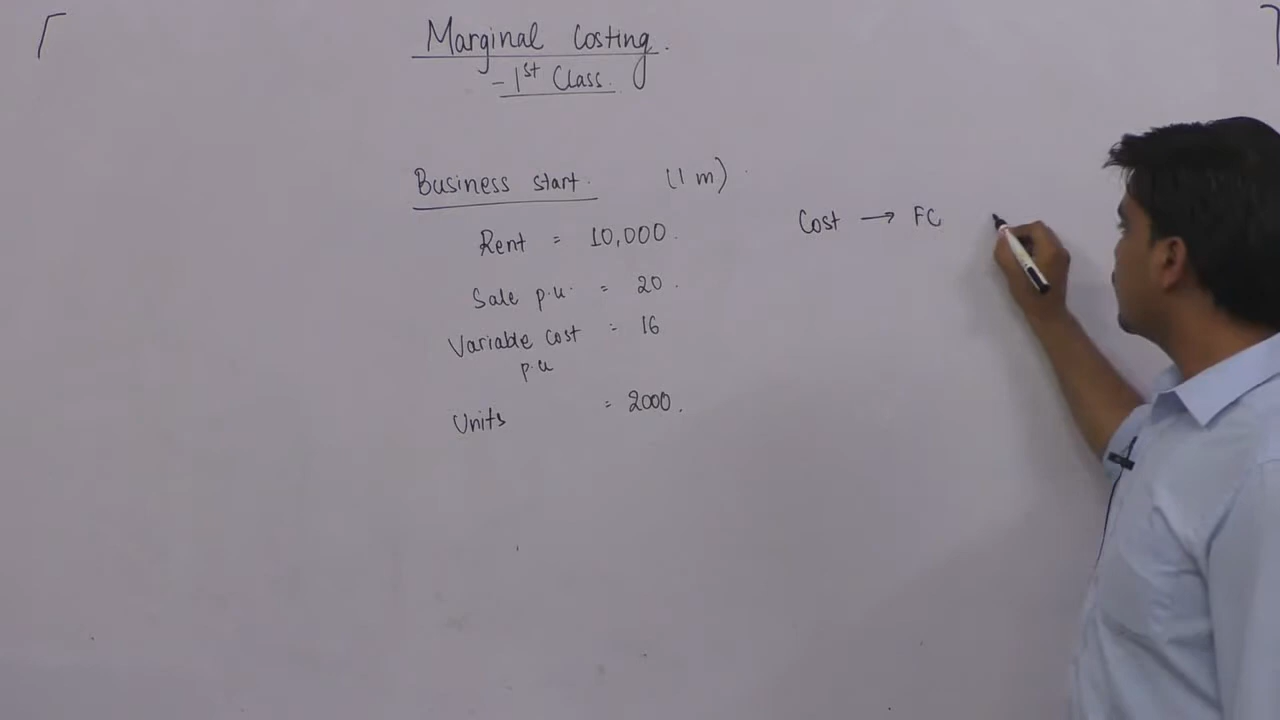 Marginal Costing.
- 1st Class.
Business start. (1 m)
Rent = 10,000.
Cost → FC
Sale p.u. = 20.
Variable cost = 16
p.u
Units = 2000.